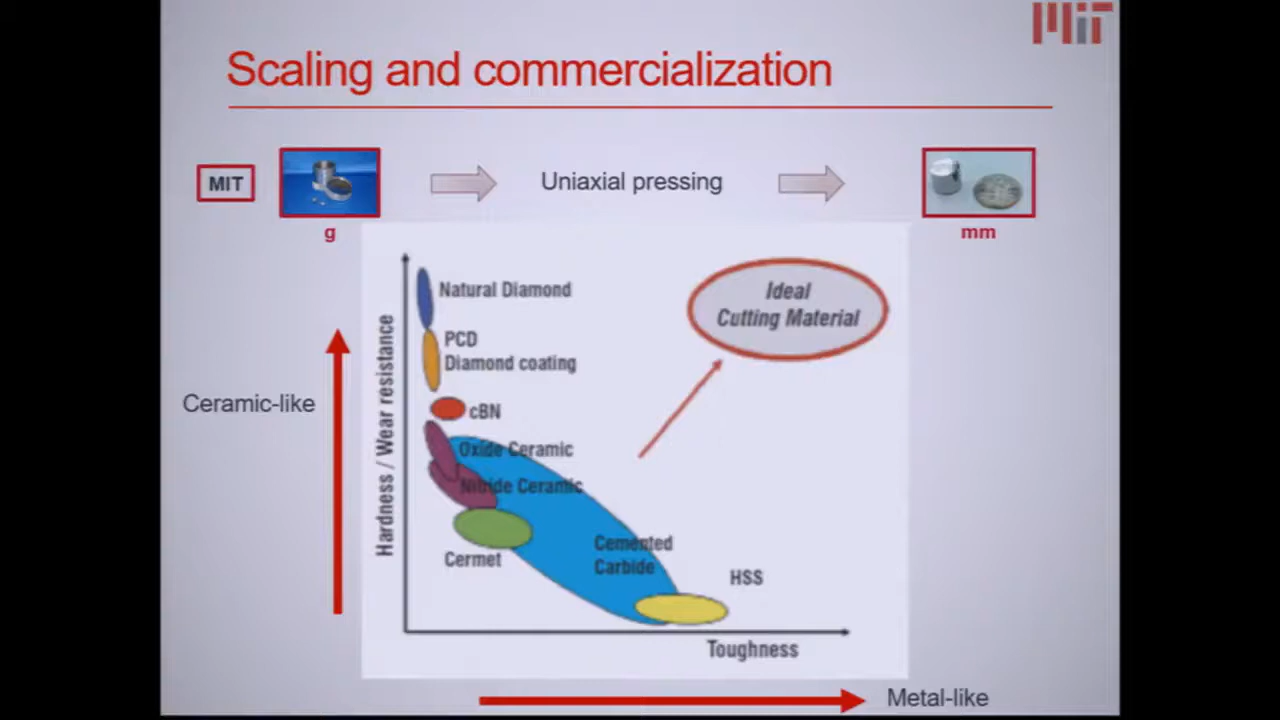 MIT
Scaling and commercialization
MIT
Uniaxial pressing
g
mm
Natural Diamond
Ideal
Cutting Material
PCD
Diamond coating
Ceramic-like
Hardness / Wear resistance
cBN
Oxide Ceramic
Nitride Ceramic
Cemented
Carbide
Cermet
HSS
Toughness
Metal-like